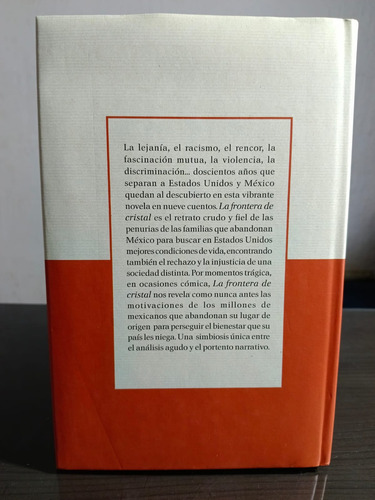 La lejanía, el racismo, el rencor, la
fascinación mutua, la violencia, la
discriminación... doscientos años que
separan a Estados Unidos y México
quedan al descubierto en esta vibrante
novela en nueve cuentos. La frontera de
cristal es el retrato crudo y fiel de las
penurias de las familias que abandonan
México para buscar en Estados Unidos
mejores condiciones de vida, encontrando
también el rechazo y la injusticia de una
sociedad distinta. Por momentos trágica,
en ocasiones cómica, La frontera de
cristal nos revela como nunca antes las
motivaciones de los millones de
mexicanos que abandonan su lugar de
origen para perseguir el bienestar que su
país les niega. Una simbiosis única entre
el análisis agudo y el portento narrativo.